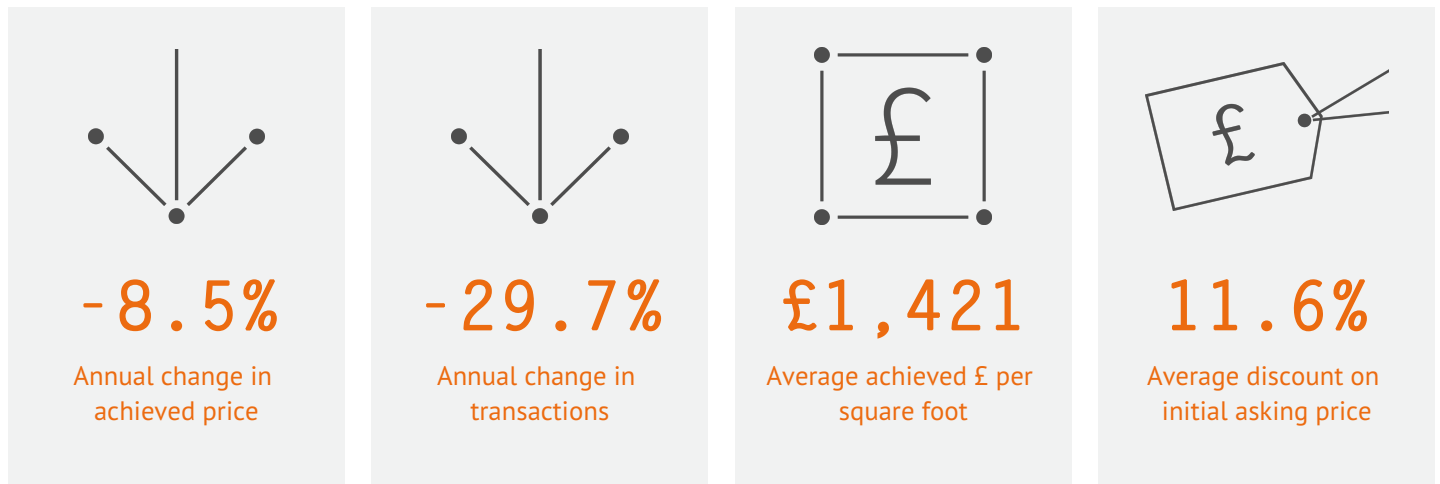 -8.5%
Annual change in
achieved price
-29.7%
Annual change in
transactions
£
£1,421
Average achieved £ per
square foot
£
11.6%
Average discount on
initial asking price